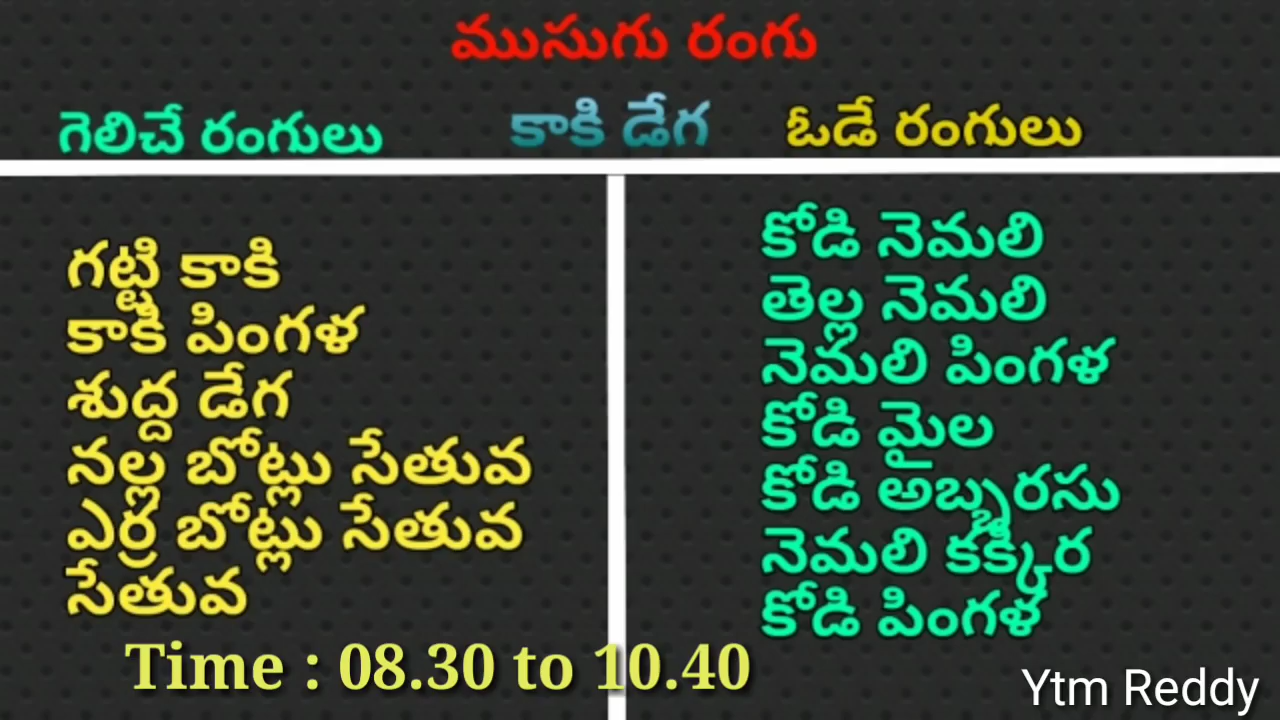 ముసుగు రంగు
గెలిచే రంగులు కాకి డేగ ఓడే రంగులు
గట్టి కాకి
కాకి పింగళ
శుద్ద డేగ
నల్ల బోట్లు సేతువ
ఎర్ర బోట్లు సేతువ
సేతువ
కోడి నెమలి
తెల్ల నెమలి
నెమలి పింగళ
కోడి మైల
కోడి అబ్బరసు
నెమలి కక్కిర
కోడి పింగళ
Time : 08.30 to 10.40
Ytm Reddy